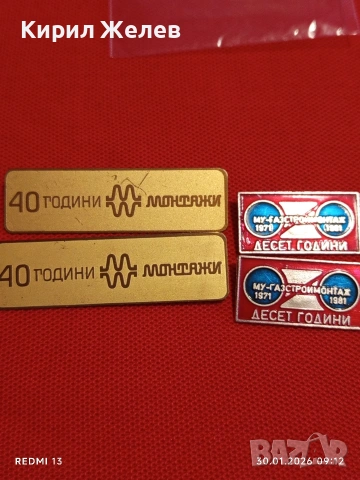 Кирил Желев
40 ГОДИНИ МОНТАЖИ
40 ГОДИНИ МОНТАЖИ
МУ-ГАЗСТРОЙМОНТАЖ
1971 1981
ДЕСЕТ ГОДИНИ
МУ-ГАЗСТРОЙМОНТАЖ
1971 1981
ДЕСЕТ ГОДИНИ
REDMI 13
30.01.2026 09:12
BAZAR